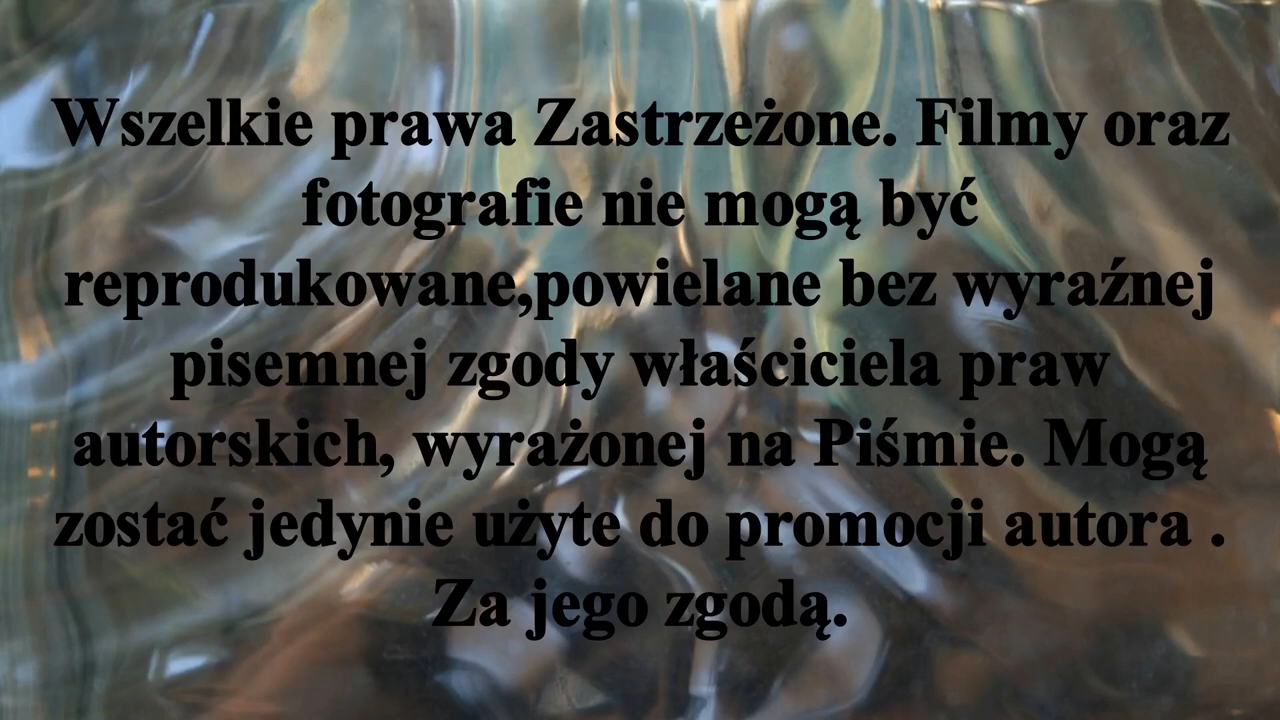 Wszelkie prawa Zastrzeżone. Filmy oraz
fotografie nie mogą być
reprodukowane,powielane bez wyraźnej
pisemnej zgody właściciela praw
autorskich, wyrażonej na Piśmie. Mogą
zostać jedynie użyte do promocji autora .
Za jego zgodą.